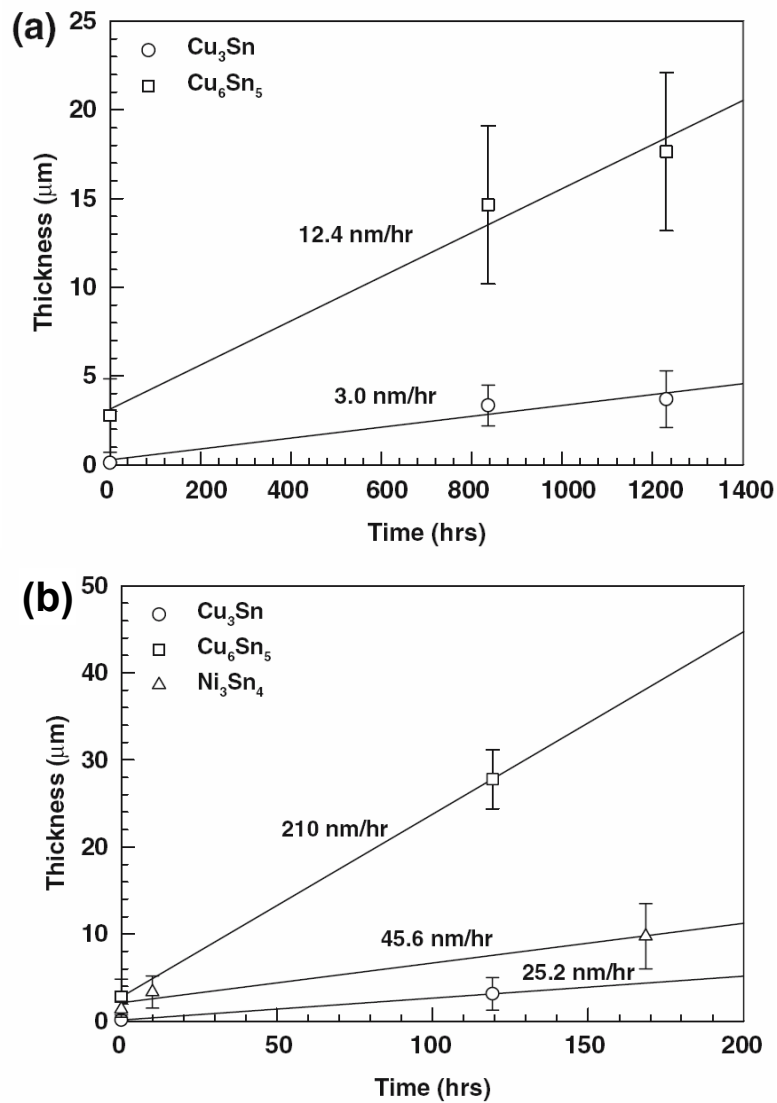 (a)
Cu₃Sn
Cu₆Sn₅
25
20
15
10
5
0
Thickness (μm)
12.4 nm/hr
3.0 nm/hr
0 200 400 600 800 1000 1200 1400
Time (hrs)
(b)
Cu₃Sn
Cu₆Sn₅
Ni₃Sn₄
50
40
30
20
10
0
Thickness (μm)
210 nm/hr
45.6 nm/hr
25.2 nm/hr
0 50 100 150 200
Time (hrs)